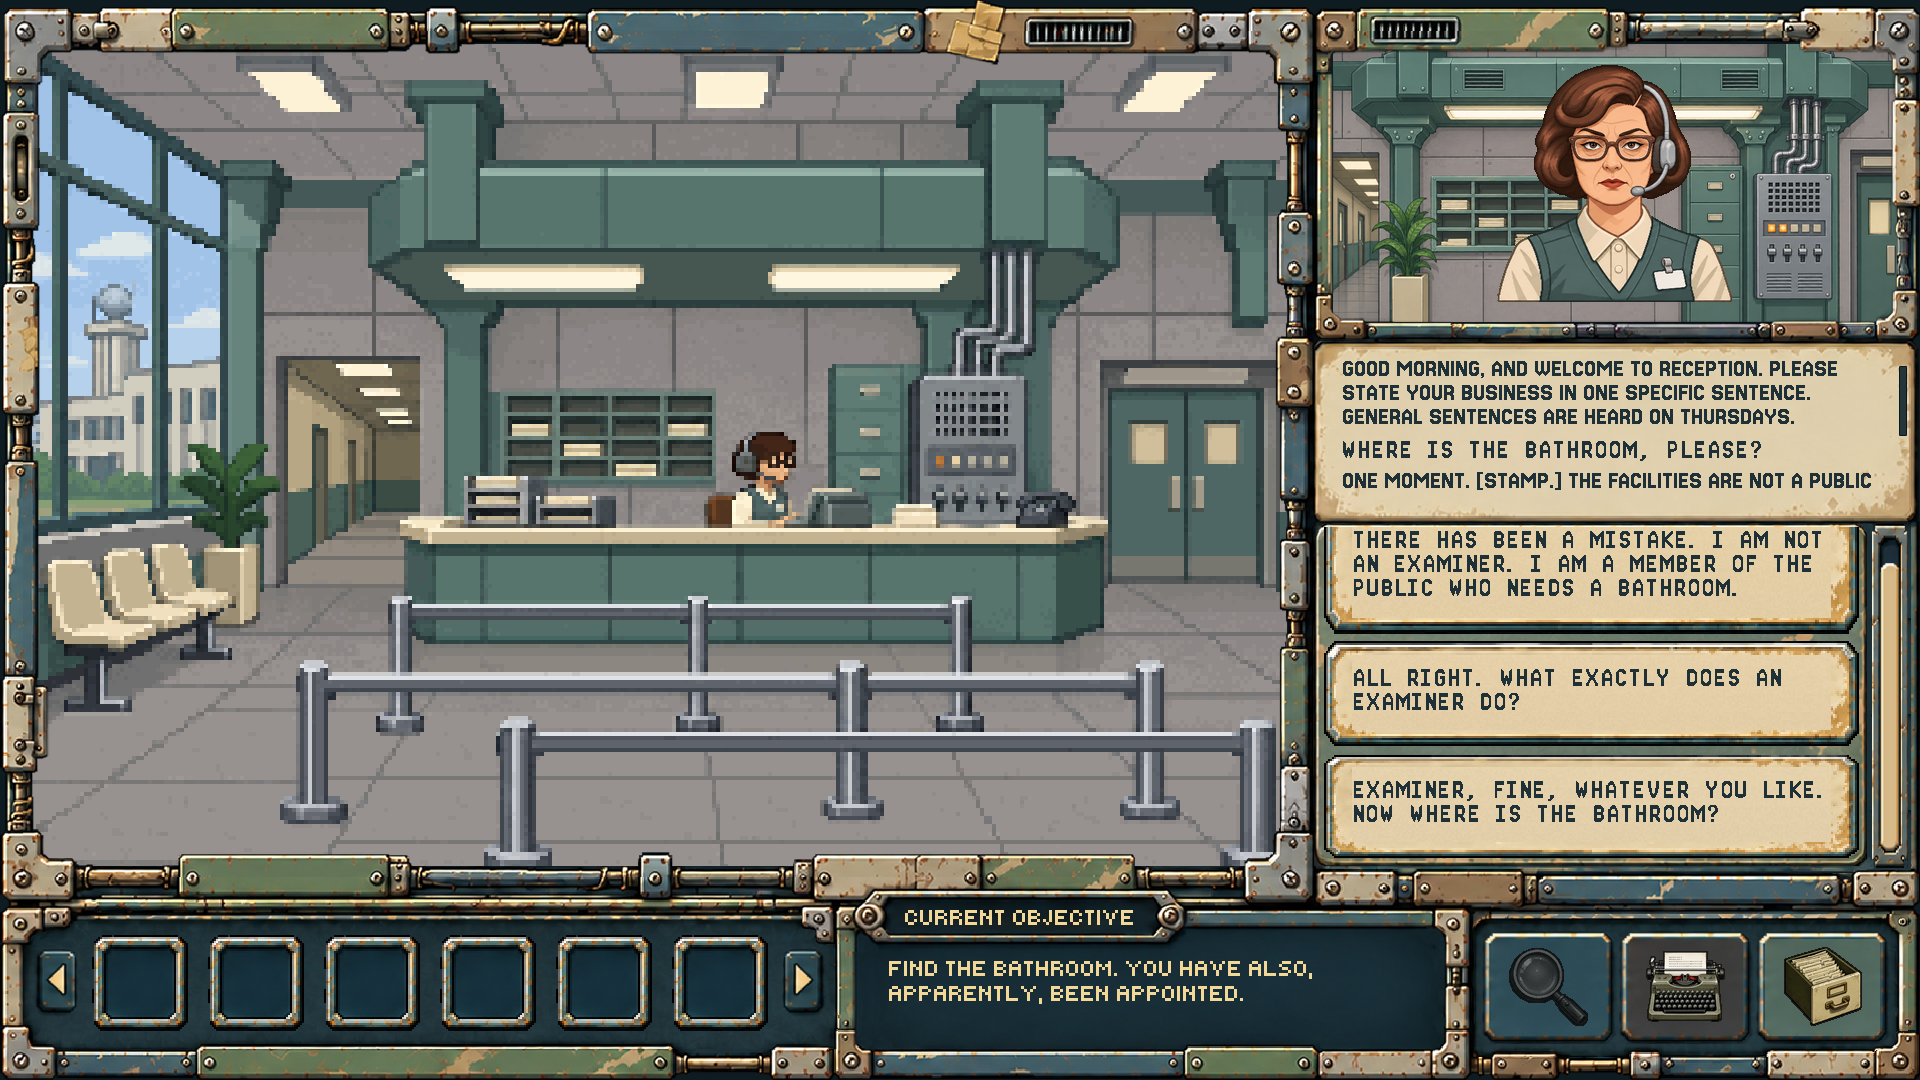 GOOD MORNING, AND WELCOME TO RECEPTION. PLEASE
STATE YOUR BUSINESS IN ONE SPECIFIC SENTENCE.
GENERAL SENTENCES ARE HEARD ON THURSDAYS.
WHERE IS THE BATHROOM, PLEASE?
ONE MOMENT. [STAMP.] THE FACILITIES ARE NOT A PUBLIC
THERE HAS BEEN A MISTAKE. I AM NOT
AN EXAMINER. I AM A MEMBER OF THE
PUBLIC WHO NEEDS A BATHROOM.
ALL RIGHT. WHAT EXACTLY DOES AN
EXAMINER DO?
EXAMINER, FINE, WHATEVER YOU LIKE.
NOW WHERE IS THE BATHROOM?
CURRENT OBJECTIVE
FIND THE BATHROOM. YOU HAVE ALSO,
APPARENTLY, BEEN APPOINTED.